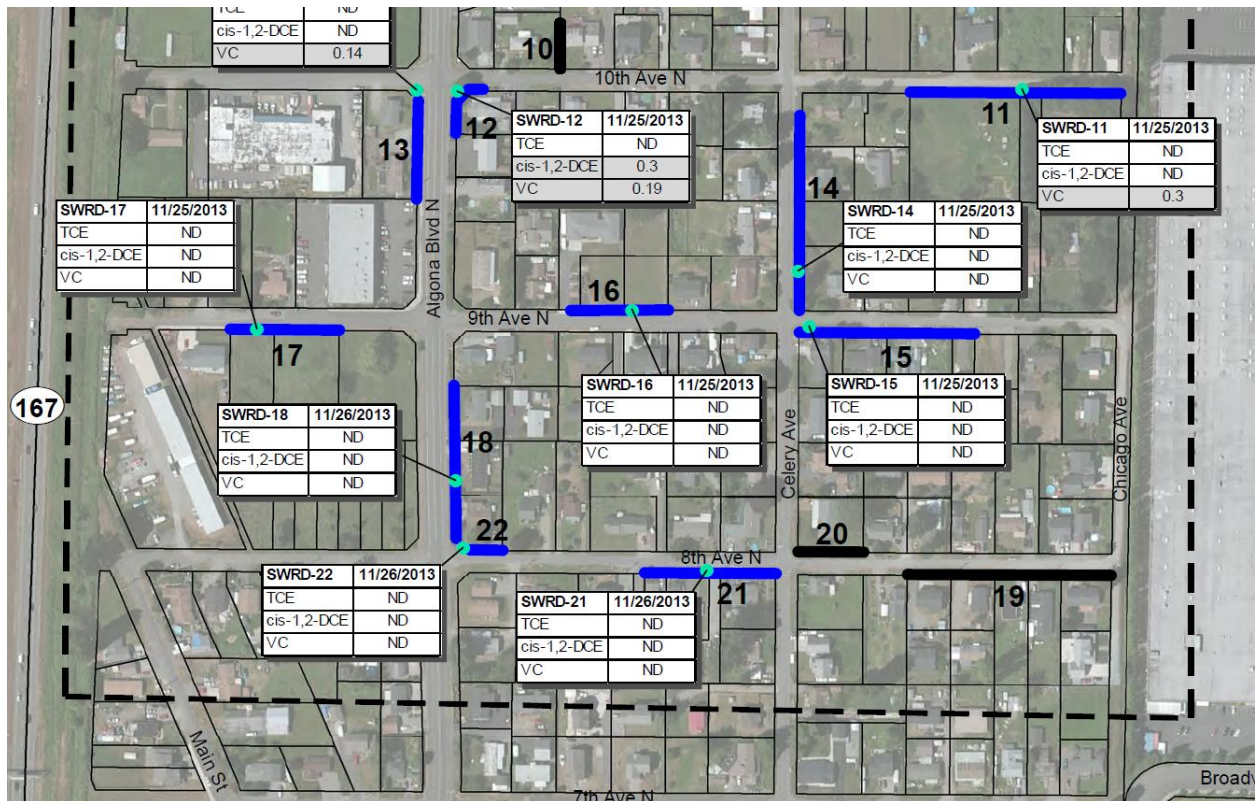 TCE ND
cis-1,2-DCE ND
VC 0.14
10
10th Ave N
11
12
13
SWRD-12 11/25/2013
TCE ND
cis-1,2-DCE 0.3
VC 0.19
SWRD-11 11/25/2013
TCE ND
cis-1,2-DCE ND
VC 0.3
14
SWRD-17 11/25/2013
TCE ND
cis-1,2-DCE ND
VC ND
Algona Blvd N
SWRD-14 11/25/2013
TCE ND
cis-1,2-DCE ND
VC ND
16
9th Ave N
17
15
167
SWRD-18 11/26/2013
TCE ND
cis-1,2-DCE ND
VC ND
18
SWRD-16 11/25/2013
TCE ND
cis-1,2-DCE ND
VC ND
SWRD-15 11/25/2013
TCE ND
cis-1,2-DCE ND
VC ND
Celery Ave
Chicago Ave
22
20
8th Ave N
SWRD-22 11/26/2013
TCE ND
cis-1,2-DCE ND
VC ND
SWRD-21 11/26/2013
TCE ND
cis-1,2-DCE ND
VC ND
21
19
Main St
7th Ave N
Broadw